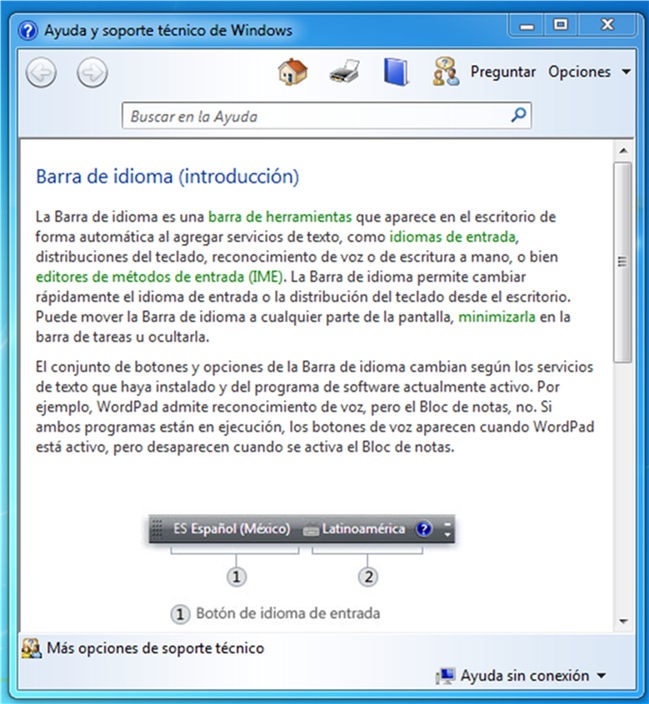 Ayuda y soporte técnico de Windows
Preguntar Opciones
Buscar en la Ayuda
Barra de idioma (introducción)
La Barra de idioma es una barra de herramientas que aparece en el escritorio de
forma automática al agregar servicios de texto, como idiomas de entrada,
distribuciones del teclado, reconocimiento de voz o de escritura a mano, o bien
editores de métodos de entrada (IME). La Barra de idioma permite cambiar
rápidamente el idioma de entrada o la distribución del teclado desde el escritorio.
Puede mover la Barra de idioma a cualquier parte de la pantalla, minimizarla en la
barra de tareas u ocultarla.
El conjunto de botones y opciones de la Barra de idioma cambian según los servicios
de texto que haya instalado y del programa de software actualmente activo. Por
ejemplo, WordPad admite reconocimiento de voz, pero el Bloc de notas, no. Si
ambos programas están en ejecución, los botones de voz aparecen cuando WordPad
está activo, pero desaparecen cuando se activa el Bloc de notas.
ES Español (México) Latinoamérica ?
1 2
1 Botón de idioma de entrada
Más opciones de soporte técnico
Ayuda sin conexión